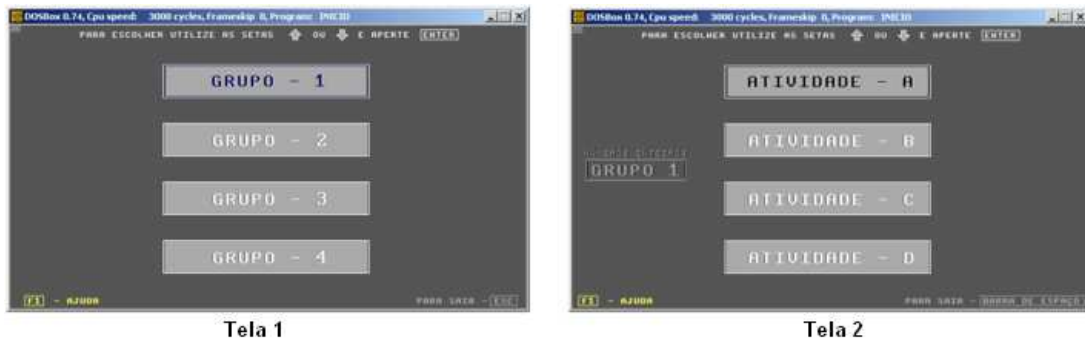 DOSBox 0.74, Cpu speed: 3000 cycles, Frameskip 0, Program: INICIO
PARA ESCOLHER UTILIZE AS SETAS OU E APERTE ENTER
GRUPO - 1
GRUPO - 2
GRUPO - 3
GRUPO - 4
F1 - AJUDA
PARA SAIR - ESC
Tela 1
DOSBox 0.74, Cpu speed: 3000 cycles, Frameskip 0, Program: INICIO
PARA ESCOLHER UTILIZE AS SETAS OU E APERTE ENTER
ATIVIDADE - A
ATIVIDADE - B
GRUPO 1
ATIVIDADE - C
ATIVIDADE - D
F1 - AJUDA
PARA SAIR - BARRA DE ESPAÇO
Tela 2